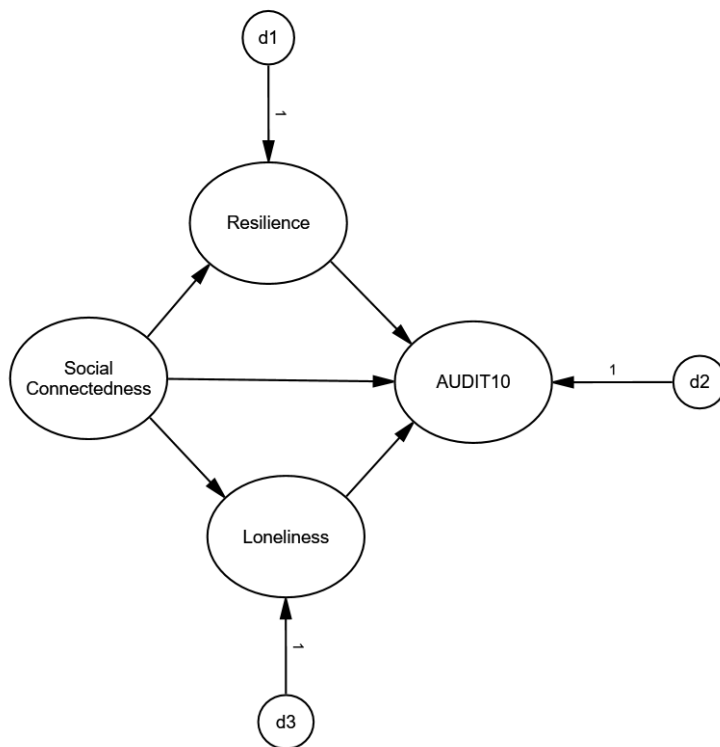 d1
1
Resilience
Social
Connectedness
AUDIT10
1
d2
Loneliness
1
d3